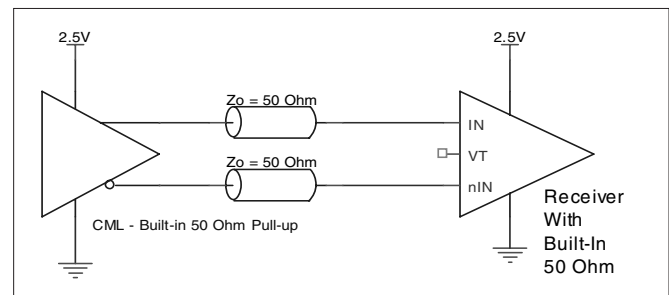 2.5V
2.5V
Zo = 50 Ohm
IN
VT
Zo = 50 Ohm
nIN
CML - Built-in 50 Ohm Pull-up
Receiver
With
Built-In
50 Ohm